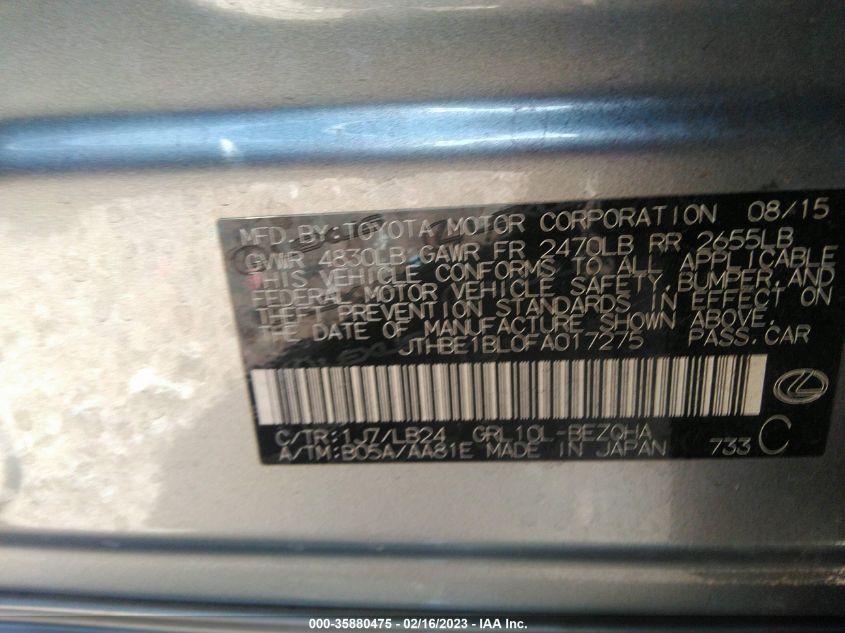 MFD.BY:TOYOTA MOTOR CORPORATION 08/15
GVWR 4830LB GAWR FR 2470LB RR 2655LB
THIS VEHICLE CONFORMS TO ALL APPLICABLE
FEDERAL MOTOR VEHICLE SAFETY,BUMPER,AND
THEFT PREVENTION STANDARDS IN EFFECT ON
THE DATE OF MANUFACTURE SHOWN ABOVE.
JTHBE1BL0FA017275 PASS.CAR
C/TR:1J7/LB24 GRL10L-BEZQHA
A/TM:B05A/AA81E MADE IN JAPAN 733 C
000-35880475 - 02/16/2023 - IAA Inc.